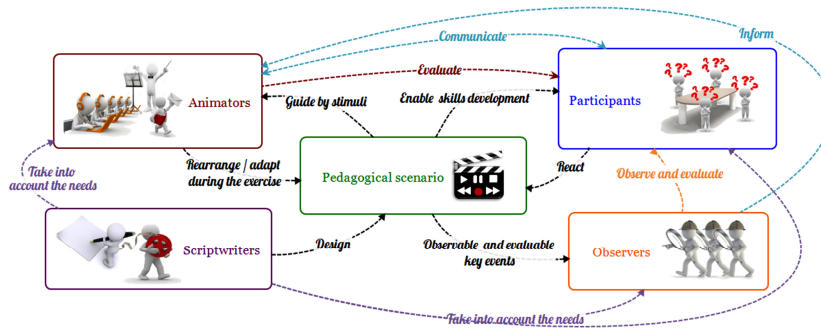 Communicate
Inform
Evaluate
Animators
Participants
Guide by stimuli
Enable skills development
Take into
account the needs
Rearrange / adapt
during the exercise
Pedagogical scenario
React
Observe and evaluate
Scriptwriters
Design
Observable and evaluable
key events
Observers
Take into account the needs